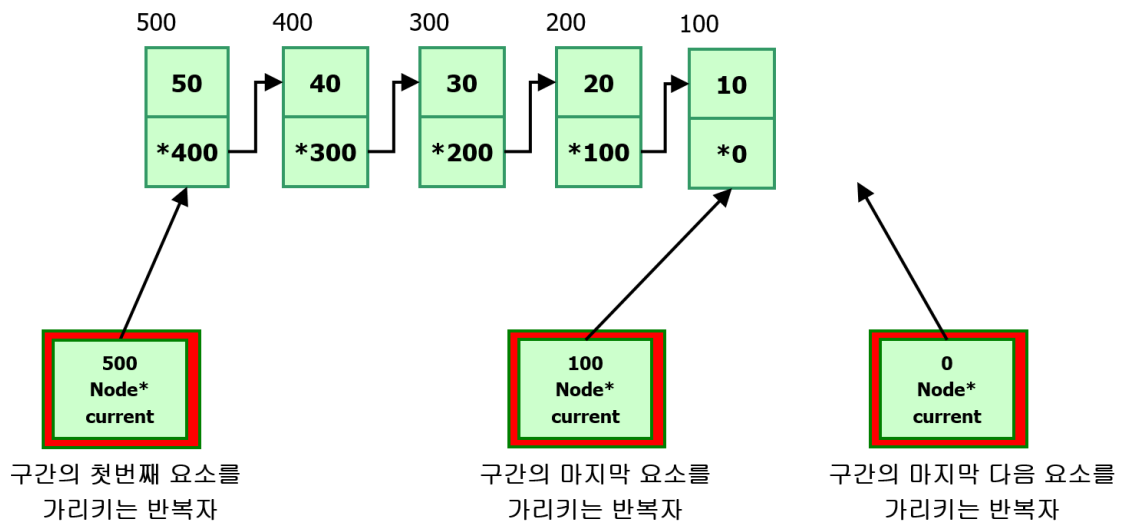 500 400 300 200 100
50 40 30 20 10
*400 *300 *200 *100 *0
500
Node*
current
구간의 첫번째 요소를
가리키는 반복자
100
Node*
current
구간의 마지막 요소를
가리키는 반복자
0
Node*
current
구간의 마지막 다음 요소를
가리키는 반복자